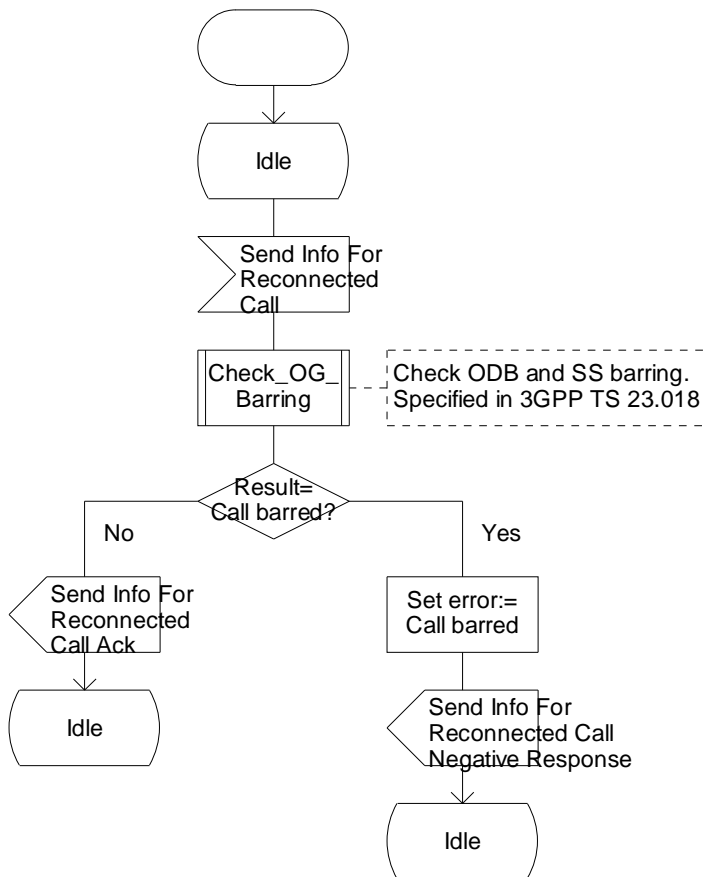 Idle
Send Info For
Reconnected
Call
Check_OG_
Barring
Check ODB and SS barring.
Specified in 3GPP TS 23.018
Result=
Call barred?
No
Yes
Send Info For
Reconnected
Call Ack
Set error:=
Call barred
Idle
Send Info For
Reconnected Call
Negative Response
Idle